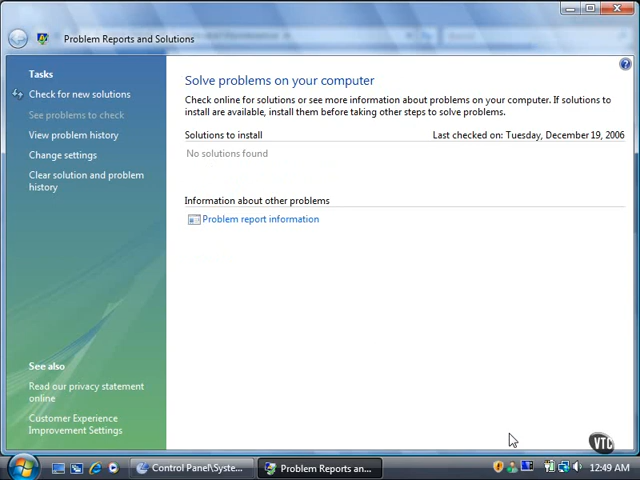 Problem Reports and Solutions
Tasks
Check for new solutions
See problems to check
View problem history
Change settings
Clear solution and problem
history
See also
Read our privacy statement
online
Customer Experience
Improvement Settings
Solve problems on your computer
Check online for solutions or see more information about problems on your computer. If solutions to
install are available, install them before taking other steps to solve problems.
Solutions to install
Last checked on: Tuesday, December 19, 2006
No solutions found
Information about other problems
Problem report information
VTC
Control Panel\Syste...
Problem Reports an...
12:49 AM